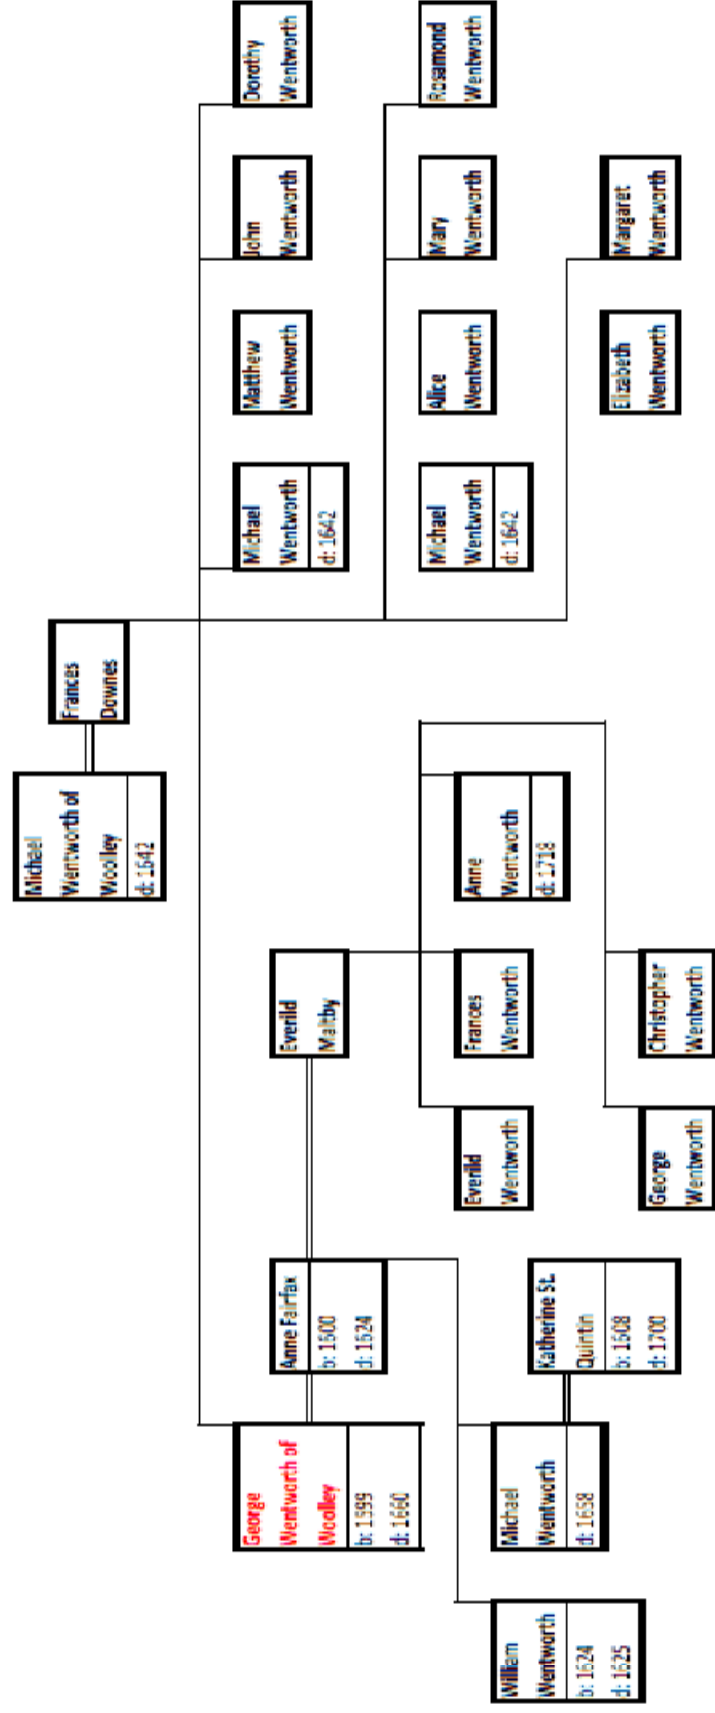 Michael
Wentworth of
Woolley
d: 1642
Frances
Downes
George
Wentworth of
Woolley
b: 1599
d: 1660
Anne Fairfax
b: 1600
d: 1624
Everild
Maltby
Michael
Wentworth
d: 1642
Matthew
Wentworth
John
Wentworth
Dorothy
Wentworth
Michael
Wentworth
d: 1642
Alice
Wentworth
Mary
Wentworth
Rosamond
Wentworth
Elizabeth
Wentworth
Margaret
Wentworth
William
Wentworth
b: 1624
d: 1625
Michael
Wentworth
d: 1658
Katherine St.
Quintin
b: 1608
d: 1700
Everild
Wentworth
Frances
Wentworth
Anne
Wentworth
d: 1718
George
Wentworth
Christopher
Wentworth